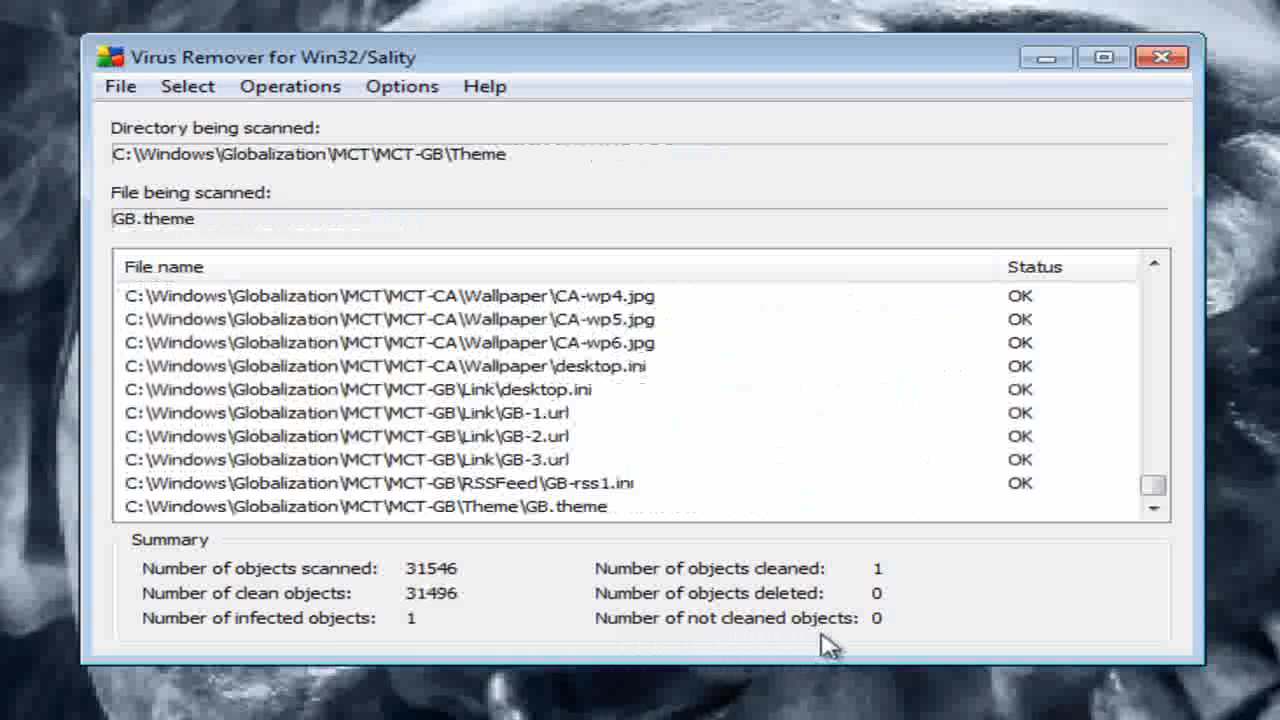 Virus Remover for Win32/Sality
File Select Operations Options Help
Directory being scanned:
C:\Windows\Globalization\MCT\MCT-GB\Theme
File being scanned:
GB.theme
File name Status
C:\Windows\Globalization\MCT\MCT-CA\Wallpaper\CA-wp4.jpg OK
C:\Windows\Globalization\MCT\MCT-CA\Wallpaper\CA-wp5.jpg OK
C:\Windows\Globalization\MCT\MCT-CA\Wallpaper\CA-wp6.jpg OK
C:\Windows\Globalization\MCT\MCT-CA\Wallpaper\desktop.ini OK
C:\Windows\Globalization\MCT\MCT-GB\Link\desktop.ini OK
C:\Windows\Globalization\MCT\MCT-GB\Link\GB-1.url OK
C:\Windows\Globalization\MCT\MCT-GB\Link\GB-2.url OK
C:\Windows\Globalization\MCT\MCT-GB\Link\GB-3.url OK
C:\Windows\Globalization\MCT\MCT-GB\RSSFeed\GB-rss1.ini OK
C:\Windows\Globalization\MCT\MCT-GB\Theme\GB.theme
Summary
Number of objects scanned: 31546 Number of objects cleaned: 1
Number of clean objects: 31496 Number of objects deleted: 0
Number of infected objects: 1 Number of not cleaned objects: 0